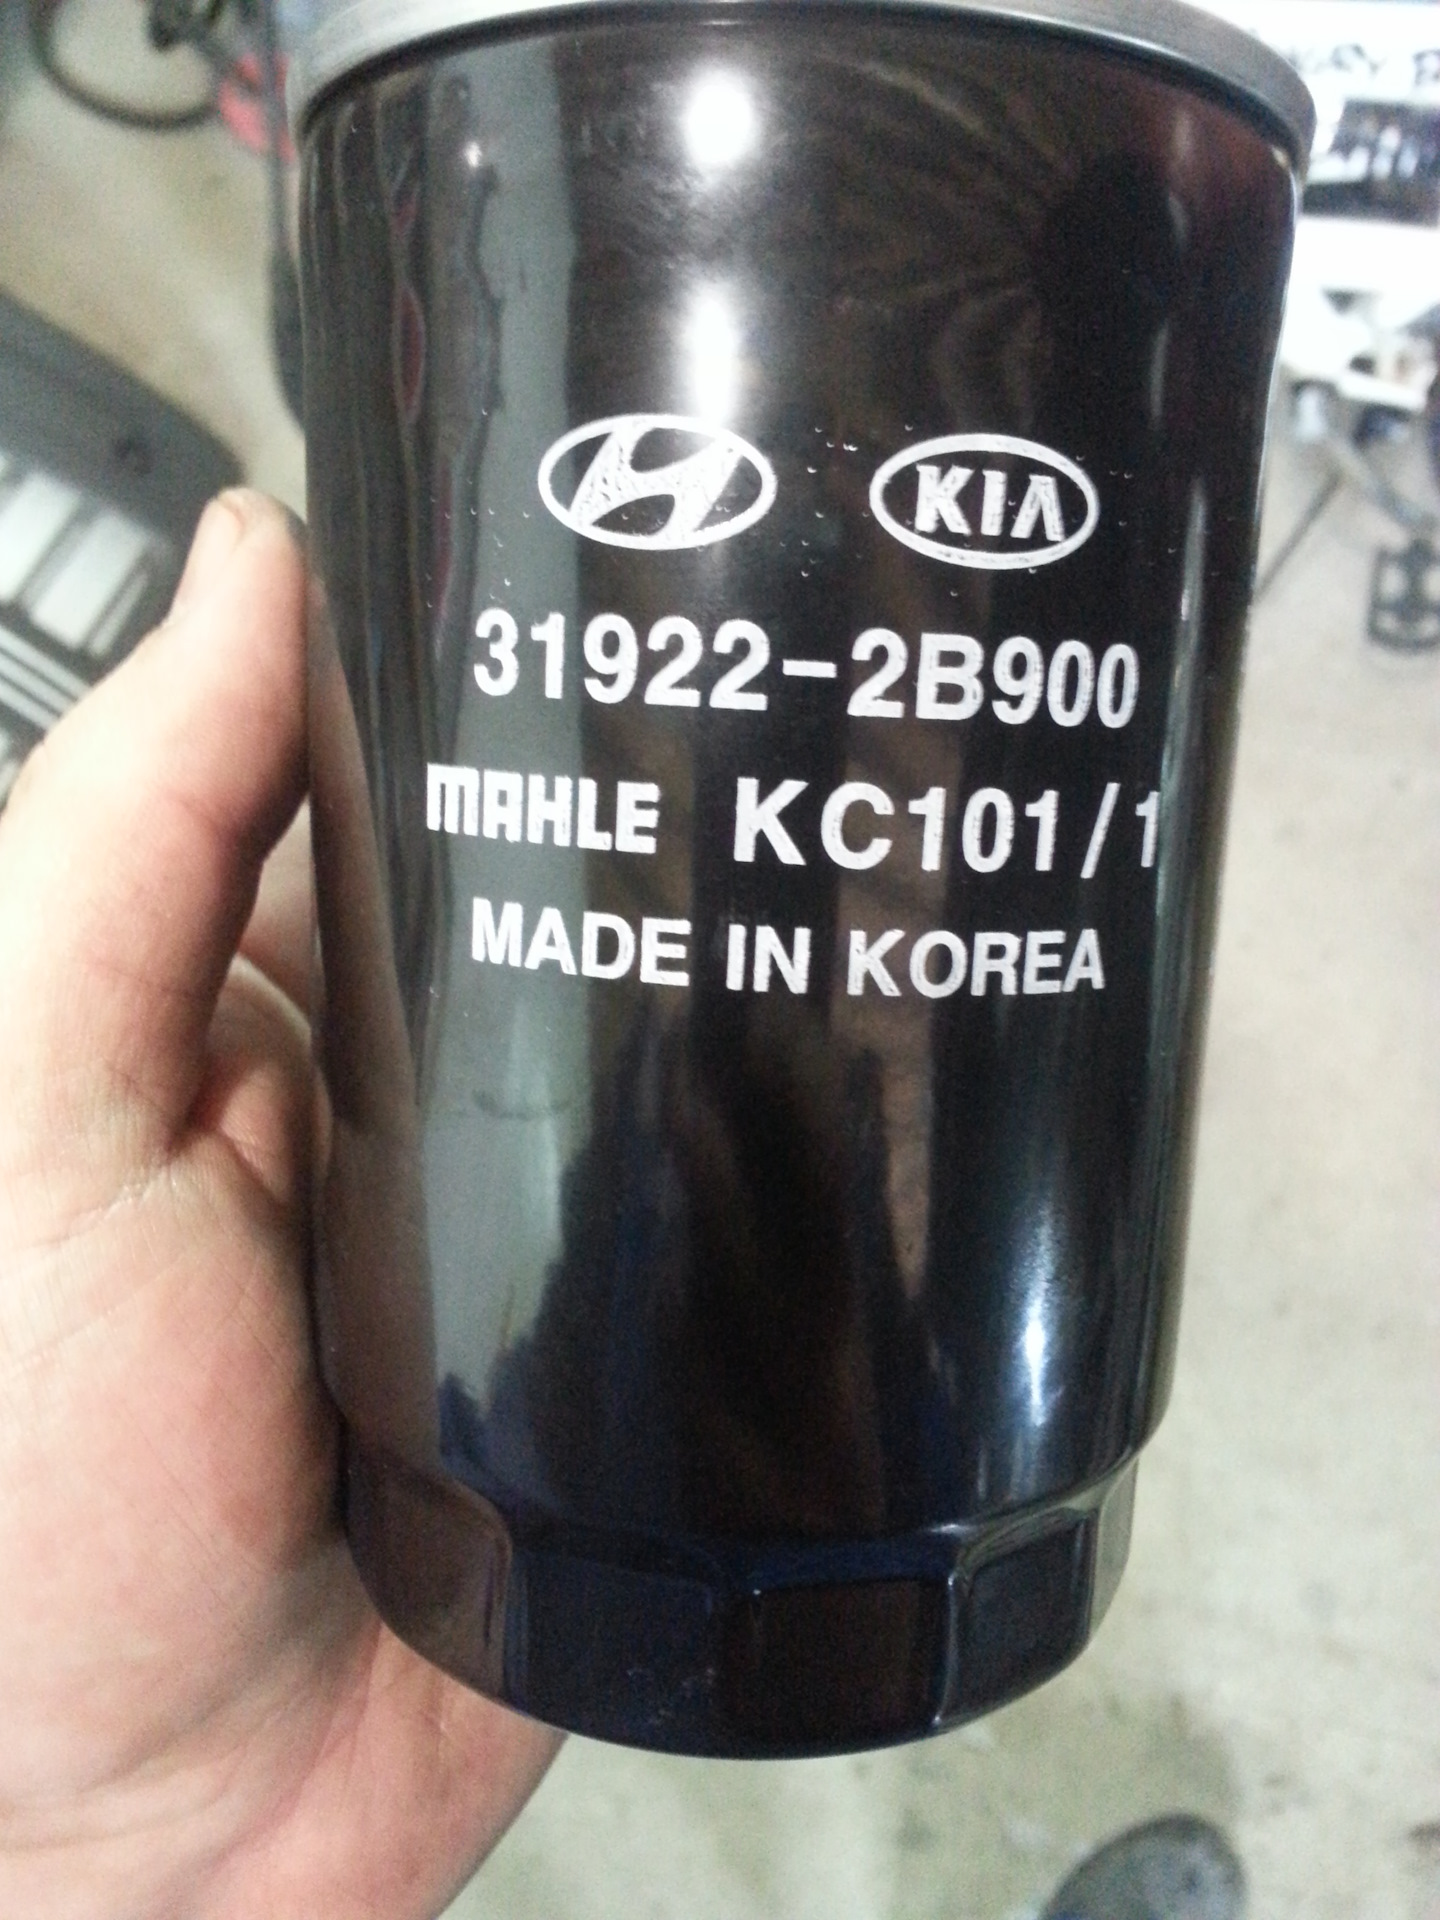 KIA
31922-2B900
MAHLE KC101/1
MADE IN KOREA